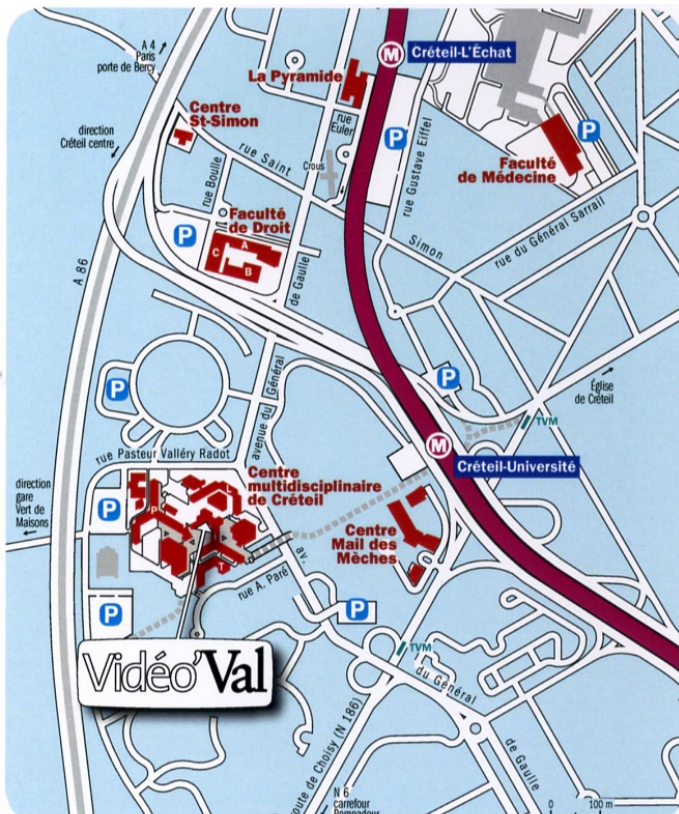 A 4
Paris
porte de Bercy
M
Créteil-L'Échat
La Pyramide
Centre
St-Simon
rue
Euler
P
P
direction
Créteil centre
rue Saint
Simon
Crous
rue Gustave Eiffel
Faculté
de Médecine
rue Boulle
Faculté
de Droit
A
C
B
P
de Gaulle
rue du Général Sarrail
A 86
avenue du Général
P
P
Église
de Créteil
TVM
M
Créteil-Université
rue Pasteur Valléry Radot
direction
gare
Vert de
Maisons
P
P
L
Centre
multidisciplinaire
de Créteil
Centre
Mail des
Mèches
T
av.
rue A. Paré
P
P
TVM
Vidéo'Val
du Général
de Gaulle
route de Choisy (N 186)
N 6
carrefour
Pompadour
0 100 m